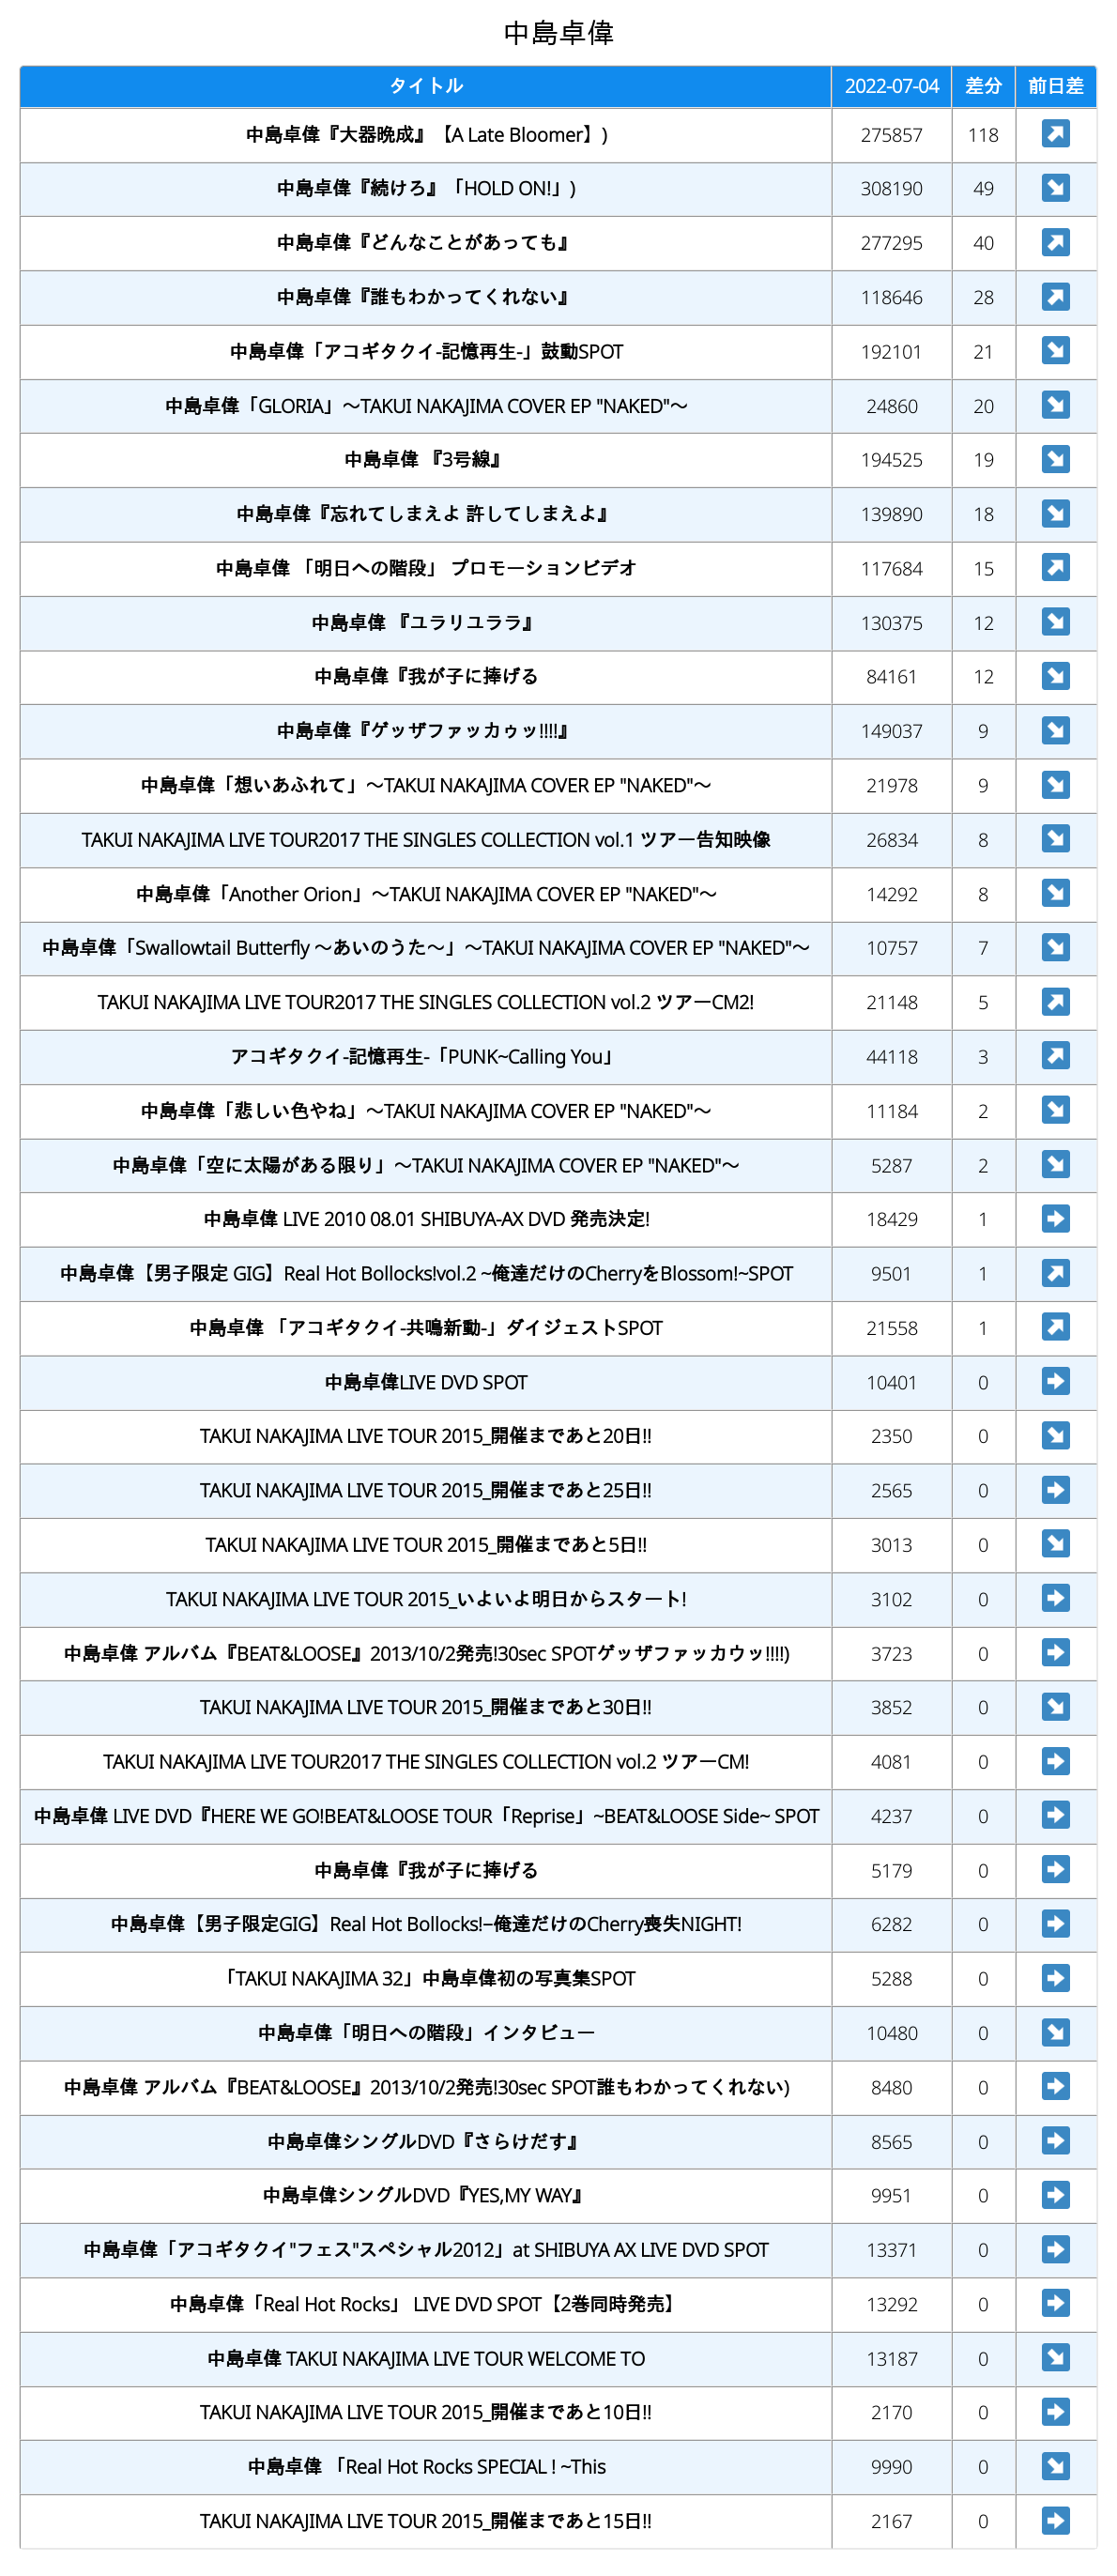 中島卓偉
タイトル 2022-07-04 差分 前日差
中島卓偉『大器晩成』【A Late Bloomer】) 275857 118 ↗
中島卓偉『続けろ』「HOLD ON!」) 308190 49 ↘
中島卓偉『どんなことがあっても』 277295 40 ↗
中島卓偉『誰もわかってくれない』 118646 28 ↗
中島卓偉「アコギタクイ-記憶再生-」鼓動SPOT 192101 21 ↘
中島卓偉「GLORIA」～TAKUI NAKAJIMA COVER EP "NAKED"～ 24860 20 ↘
中島卓偉 『3号線』 194525 19 ↘
中島卓偉『忘れてしまえよ 許してしまえよ』 139890 18 ↘
中島卓偉 「明日への階段」 プロモーションビデオ 117684 15 ↗
中島卓偉 『ユラリユララ』 130375 12 ↘
中島卓偉『我が子に捧げる 84161 12 ↘
中島卓偉『ゲッザファッカゥッ!!!!』 149037 9 ↘
中島卓偉「想いあふれて」～TAKUI NAKAJIMA COVER EP "NAKED"～ 21978 9 ↘
TAKUI NAKAJIMA LIVE TOUR2017 THE SINGLES COLLECTION vol.1 ツアー告知映像 26834 8 ↘
中島卓偉「Another Orion」～TAKUI NAKAJIMA COVER EP "NAKED"～ 14292 8 ↘
中島卓偉「Swallowtail Butterfly ～あいのうた～」～TAKUI NAKAJIMA COVER EP "NAKED"～ 10757 7 ↘
TAKUI NAKAJIMA LIVE TOUR2017 THE SINGLES COLLECTION vol.2 ツアーCM2! 21148 5 ↗
アコギタクイ-記憶再生-「PUNK~Calling You」 44118 3 ↗
中島卓偉「悲しい色やね」～TAKUI NAKAJIMA COVER EP "NAKED"～ 11184 2 ↘
中島卓偉「空に太陽がある限り」～TAKUI NAKAJIMA COVER EP "NAKED"～ 5287 2 ↘
中島卓偉 LIVE 2010 08.01 SHIBUYA-AX DVD 発売決定! 18429 1 ➡
中島卓偉【男子限定 GIG】Real Hot Bollocks!vol.2 ~俺達だけのCherryをBlossom!~SPOT 9501 1 ↗
中島卓偉 「アコギタクイ-共鳴新動-」ダイジェストSPOT 21558 1 ↗
中島卓偉LIVE DVD SPOT 10401 0 ➡
TAKUI NAKAJIMA LIVE TOUR 2015_開催まであと20日!! 2350 0 ↘
TAKUI NAKAJIMA LIVE TOUR 2015_開催まであと25日!! 2565 0 ➡
TAKUI NAKAJIMA LIVE TOUR 2015_開催まであと5日!! 3013 0 ↘
TAKUI NAKAJIMA LIVE TOUR 2015_いよいよ明日からスタート! 3102 0 ➡
中島卓偉 アルバム『BEAT&LOOSE』2013/10/2発売!30sec SPOTゲッザファッカウッ!!!!) 3723 0 ➡
TAKUI NAKAJIMA LIVE TOUR 2015_開催まであと30日!! 3852 0 ↘
TAKUI NAKAJIMA LIVE TOUR2017 THE SINGLES COLLECTION vol.2 ツアーCM! 4081 0 ➡
中島卓偉 LIVE DVD『HERE WE GO!BEAT&LOOSE TOUR「Reprise」~BEAT&LOOSE Side~ SPOT 4237 0 ➡
中島卓偉『我が子に捧げる 5179 0 ➡
中島卓偉【男子限定GIG】Real Hot Bollocks!–俺達だけのCherry喪失NIGHT! 6282 0 ➡
「TAKUI NAKAJIMA 32」中島卓偉初の写真集SPOT 5288 0 ➡
中島卓偉「明日への階段」インタビュー 10480 0 ↘
中島卓偉 アルバム『BEAT&LOOSE』2013/10/2発売!30sec SPOT誰もわかってくれない) 8480 0 ➡
中島卓偉シングルDVD『さらけだす』 8565 0 ➡
中島卓偉シングルDVD『YES,MY WAY』 9951 0 ➡
中島卓偉「アコギタクイ"フェス"スペシャル2012」at SHIBUYA AX LIVE DVD SPOT 13371 0 ➡
中島卓偉「Real Hot Rocks」 LIVE DVD SPOT【2巻同時発売】 13292 0 ➡
中島卓偉 TAKUI NAKAJIMA LIVE TOUR WELCOME TO 13187 0 ↘
TAKUI NAKAJIMA LIVE TOUR 2015_開催まであと10日!! 2170 0 ➡
中島卓偉 「Real Hot Rocks SPECIAL ! ~This 9990 0 ↘
TAKUI NAKAJIMA LIVE TOUR 2015_開催まであと15日!! 2167 0 ➡